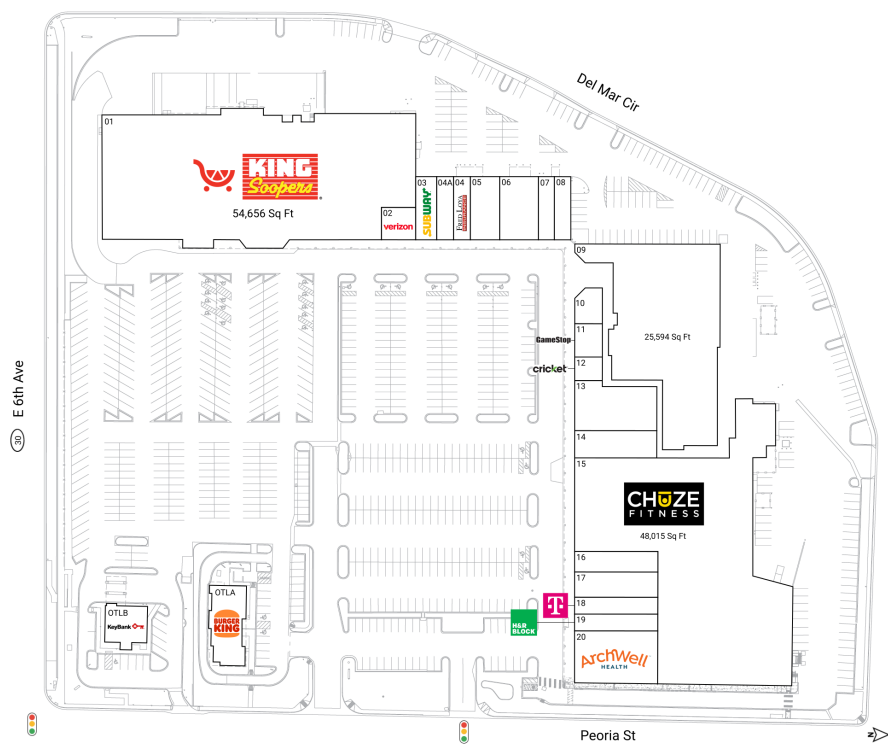 Del Mar Cir
01
KING
Soopers
54,656 Sq Ft
02
verizon
03
SUBWAY
04A
04
FRED LOYA
INSURANCE
05
06
07
08
09
10
11
GameStop
25,594 Sq Ft
12
cricket
13
14
15
CHUZE
FITNESS
48,015 Sq Ft
16
17
18
T
19
H&R
BLOCK
20
ArchWell
HEALTH
E 6th Ave
30
OTLA
BURGER
KING
OTLB
KeyBank
Peoria St
N